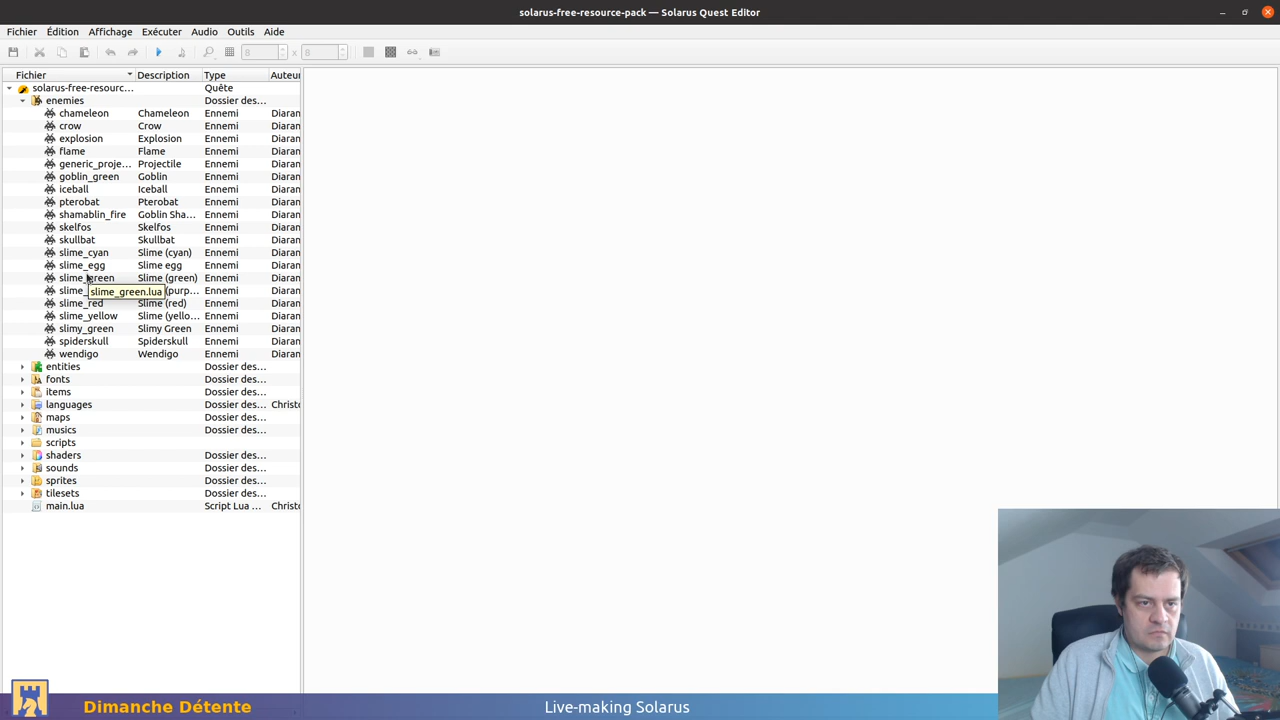 solarus-free-resource-pack — Solarus Quest Editor
Fichier Édition Affichage Exécuter Audio Outils Aide
8 x 8
Fichier Description Type Auteu
solarus-free-resourc… Quête
enemies Dossier des…
chameleon Chameleon Ennemi Diaran
crow Crow Ennemi Diaran
explosion Explosion Ennemi Diaran
flame Flame Ennemi Diaran
generic_proje… Projectile Ennemi Diaran
goblin_green Goblin Ennemi Diaran
iceball Iceball Ennemi Diaran
pterobat Pterobat Ennemi Diaran
shamablin_fire Goblin Sha… Ennemi Diaran
skelfos Skelfos Ennemi Diaran
skullbat Skullbat Ennemi Diaran
slime_cyan Slime (cyan) Ennemi Diaran
slime_egg Slime egg Ennemi Diaran
slime_green Slime (green) Ennemi Diaran
slime_ slime_green.lua (purp… Ennemi Diaran
slime_red Slime (red) Ennemi Diaran
slime_yellow Slime (yello… Ennemi Diaran
slimy_green Slimy Green Ennemi Diaran
spiderskull Spiderskull Ennemi Diaran
wendigo Wendigo Ennemi Diaran
entities Dossier des…
fonts Dossier des…
items Dossier des…
languages Dossier des… Christo
maps Dossier des…
musics Dossier des…
scripts
shaders Dossier des…
sounds Dossier des…
sprites Dossier des…
tilesets Dossier des…
main.lua Script Lua … Christo
Dimanche Détente
Live-making Solarus